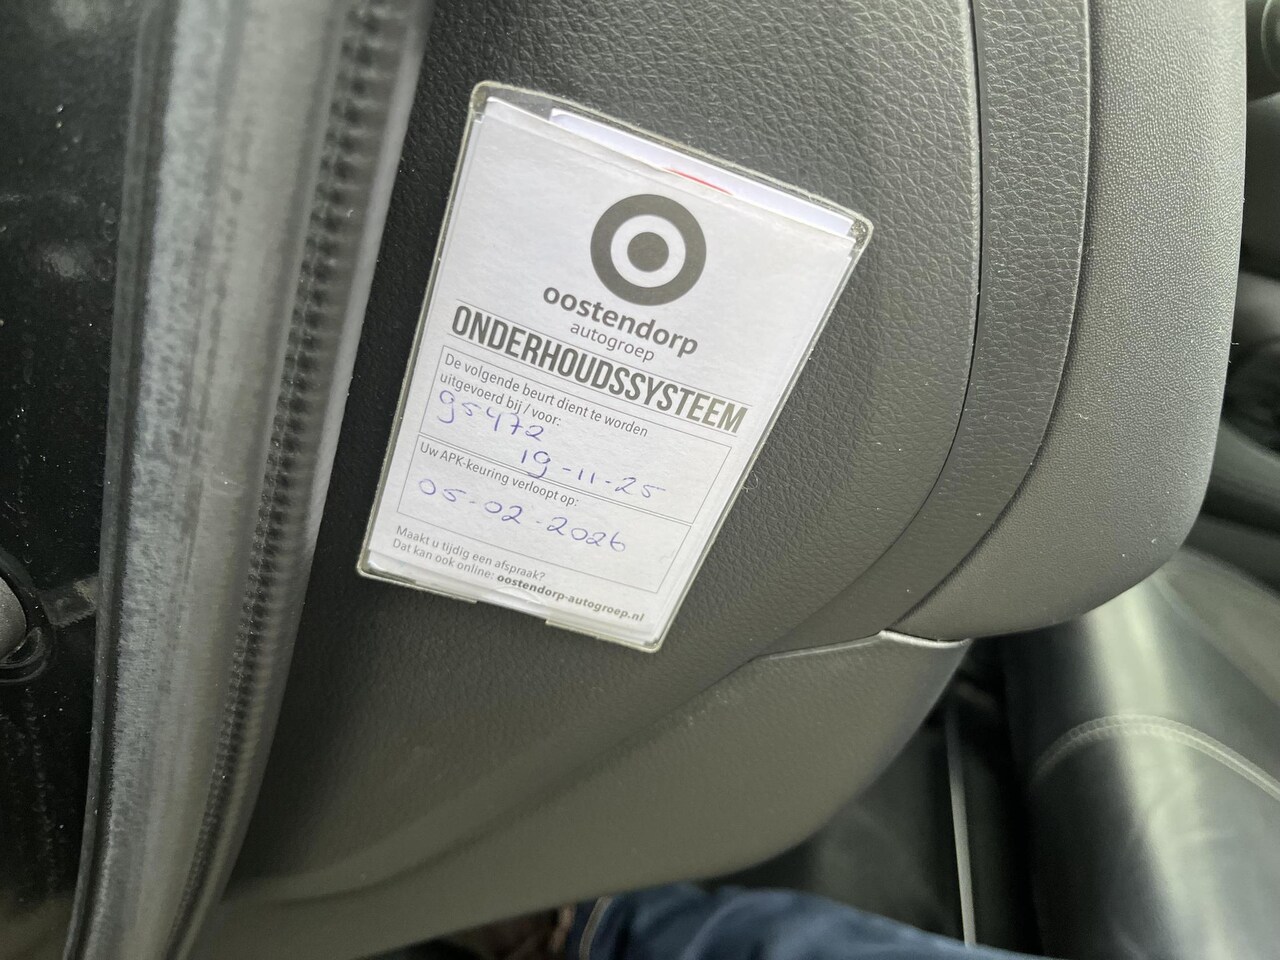 oostendorp
autogroep
ONDERHOUDSSYSTEEM
De volgende beurt dient te worden
uitgevoerd bij / voor:
95472
19-11-25
Uw APK-keuring verloopt op:
05-02-2026
Maakt u tijdig een afspraak?
Dat kan ook online: oostendorp-autogroep.nl